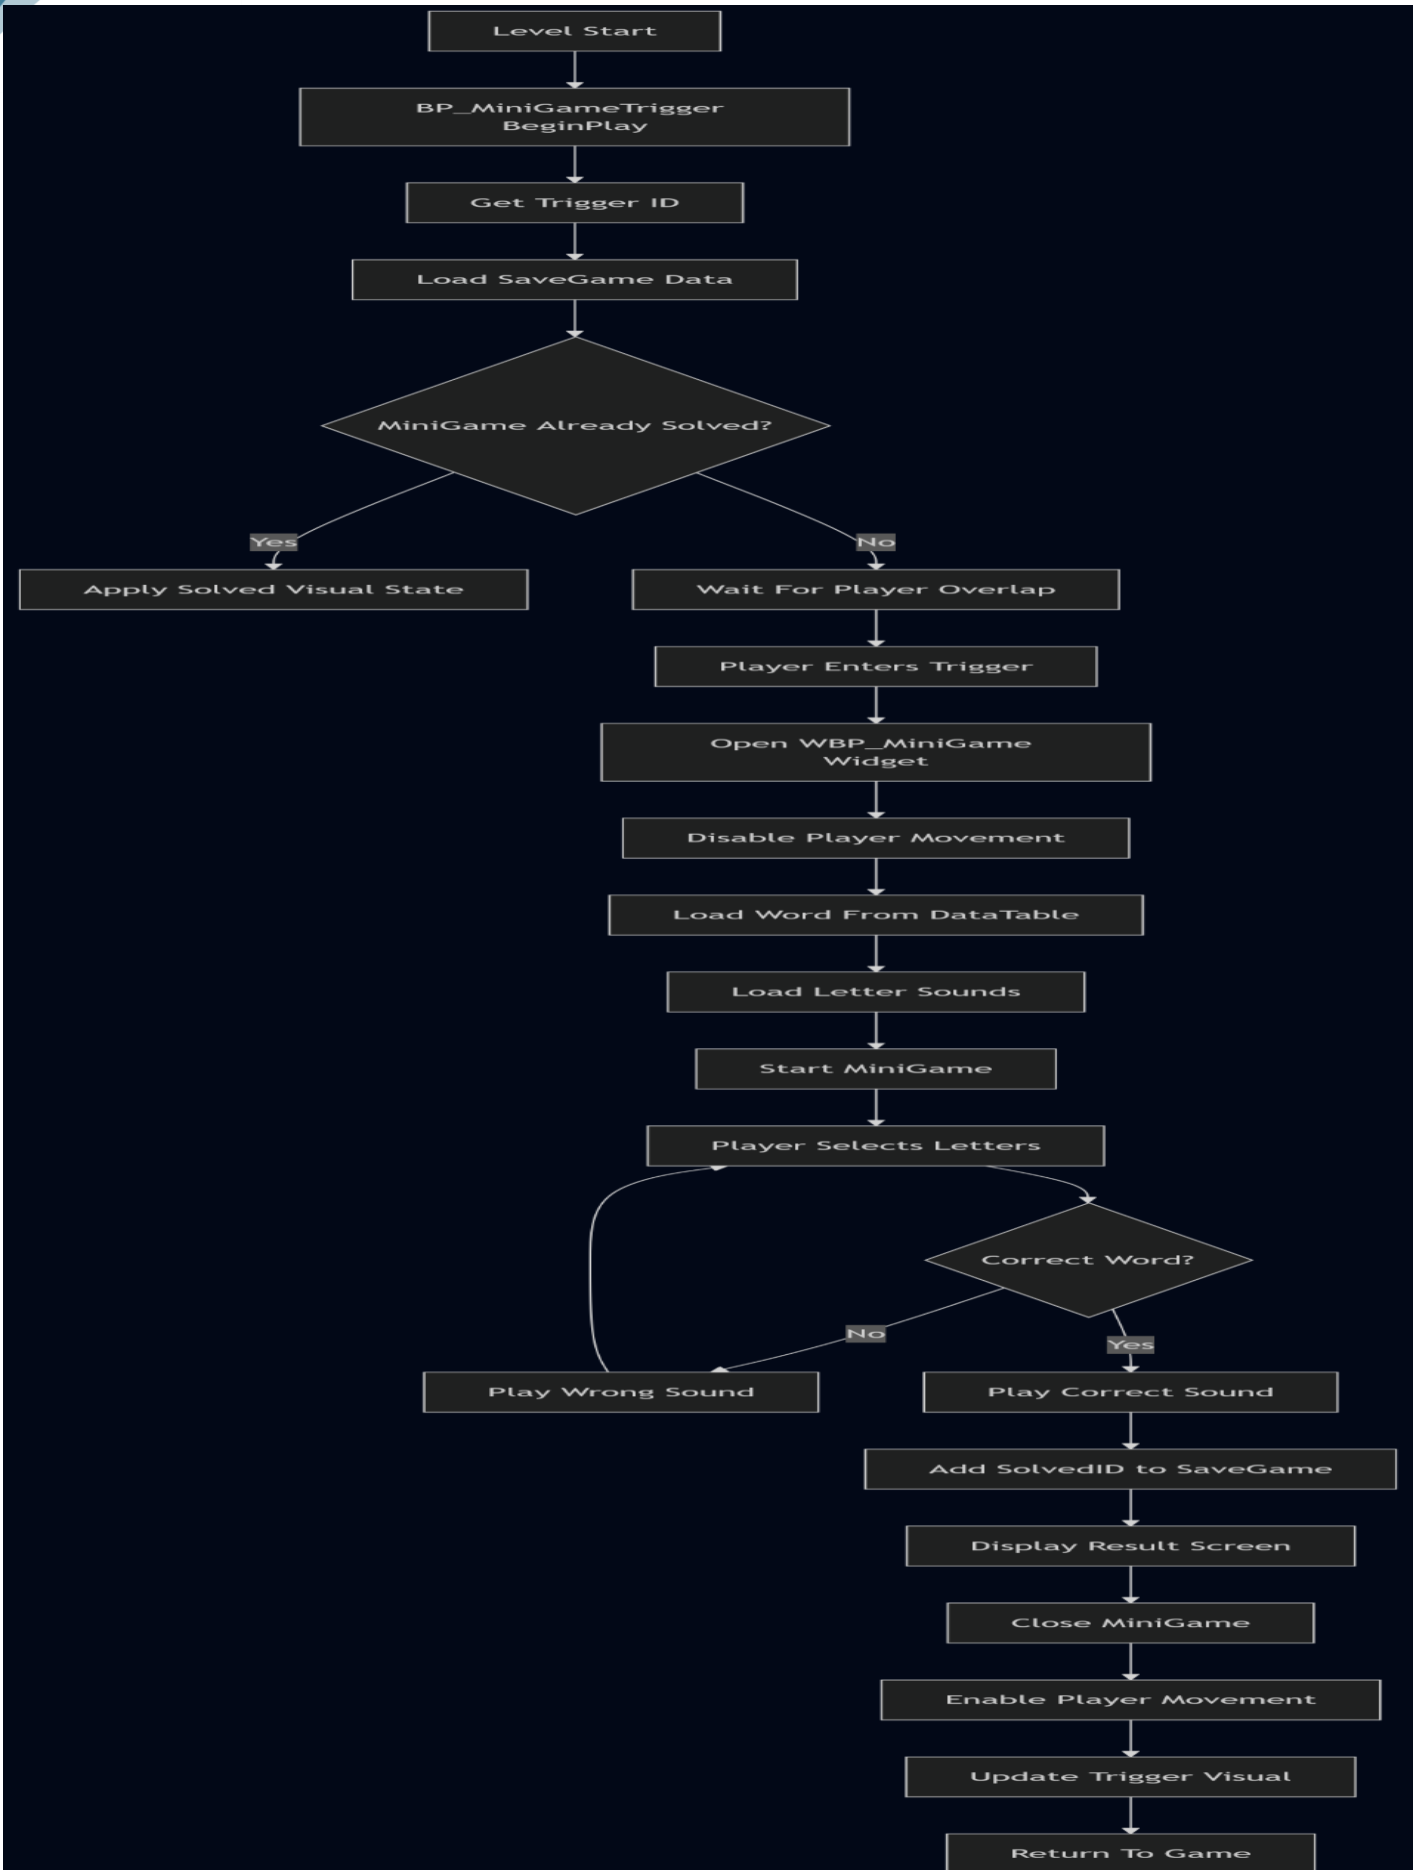 Level Start
BP_MiniGameTrigger
BeginPlay
Get Trigger ID
Load SaveGame Data
MiniGame Already Solved?
Yes
No
Apply Solved Visual State
Wait For Player Overlap
Player Enters Trigger
Open WBP_MiniGame
Widget
Disable Player Movement
Load Word From DataTable
Load Letter Sounds
Start MiniGame
Player Selects Letters
Correct Word?
No
Yes
Play Wrong Sound
Play Correct Sound
Add SolvedID to SaveGame
Display Result Screen
Close MiniGame
Enable Player Movement
Update Trigger Visual
Return To Game